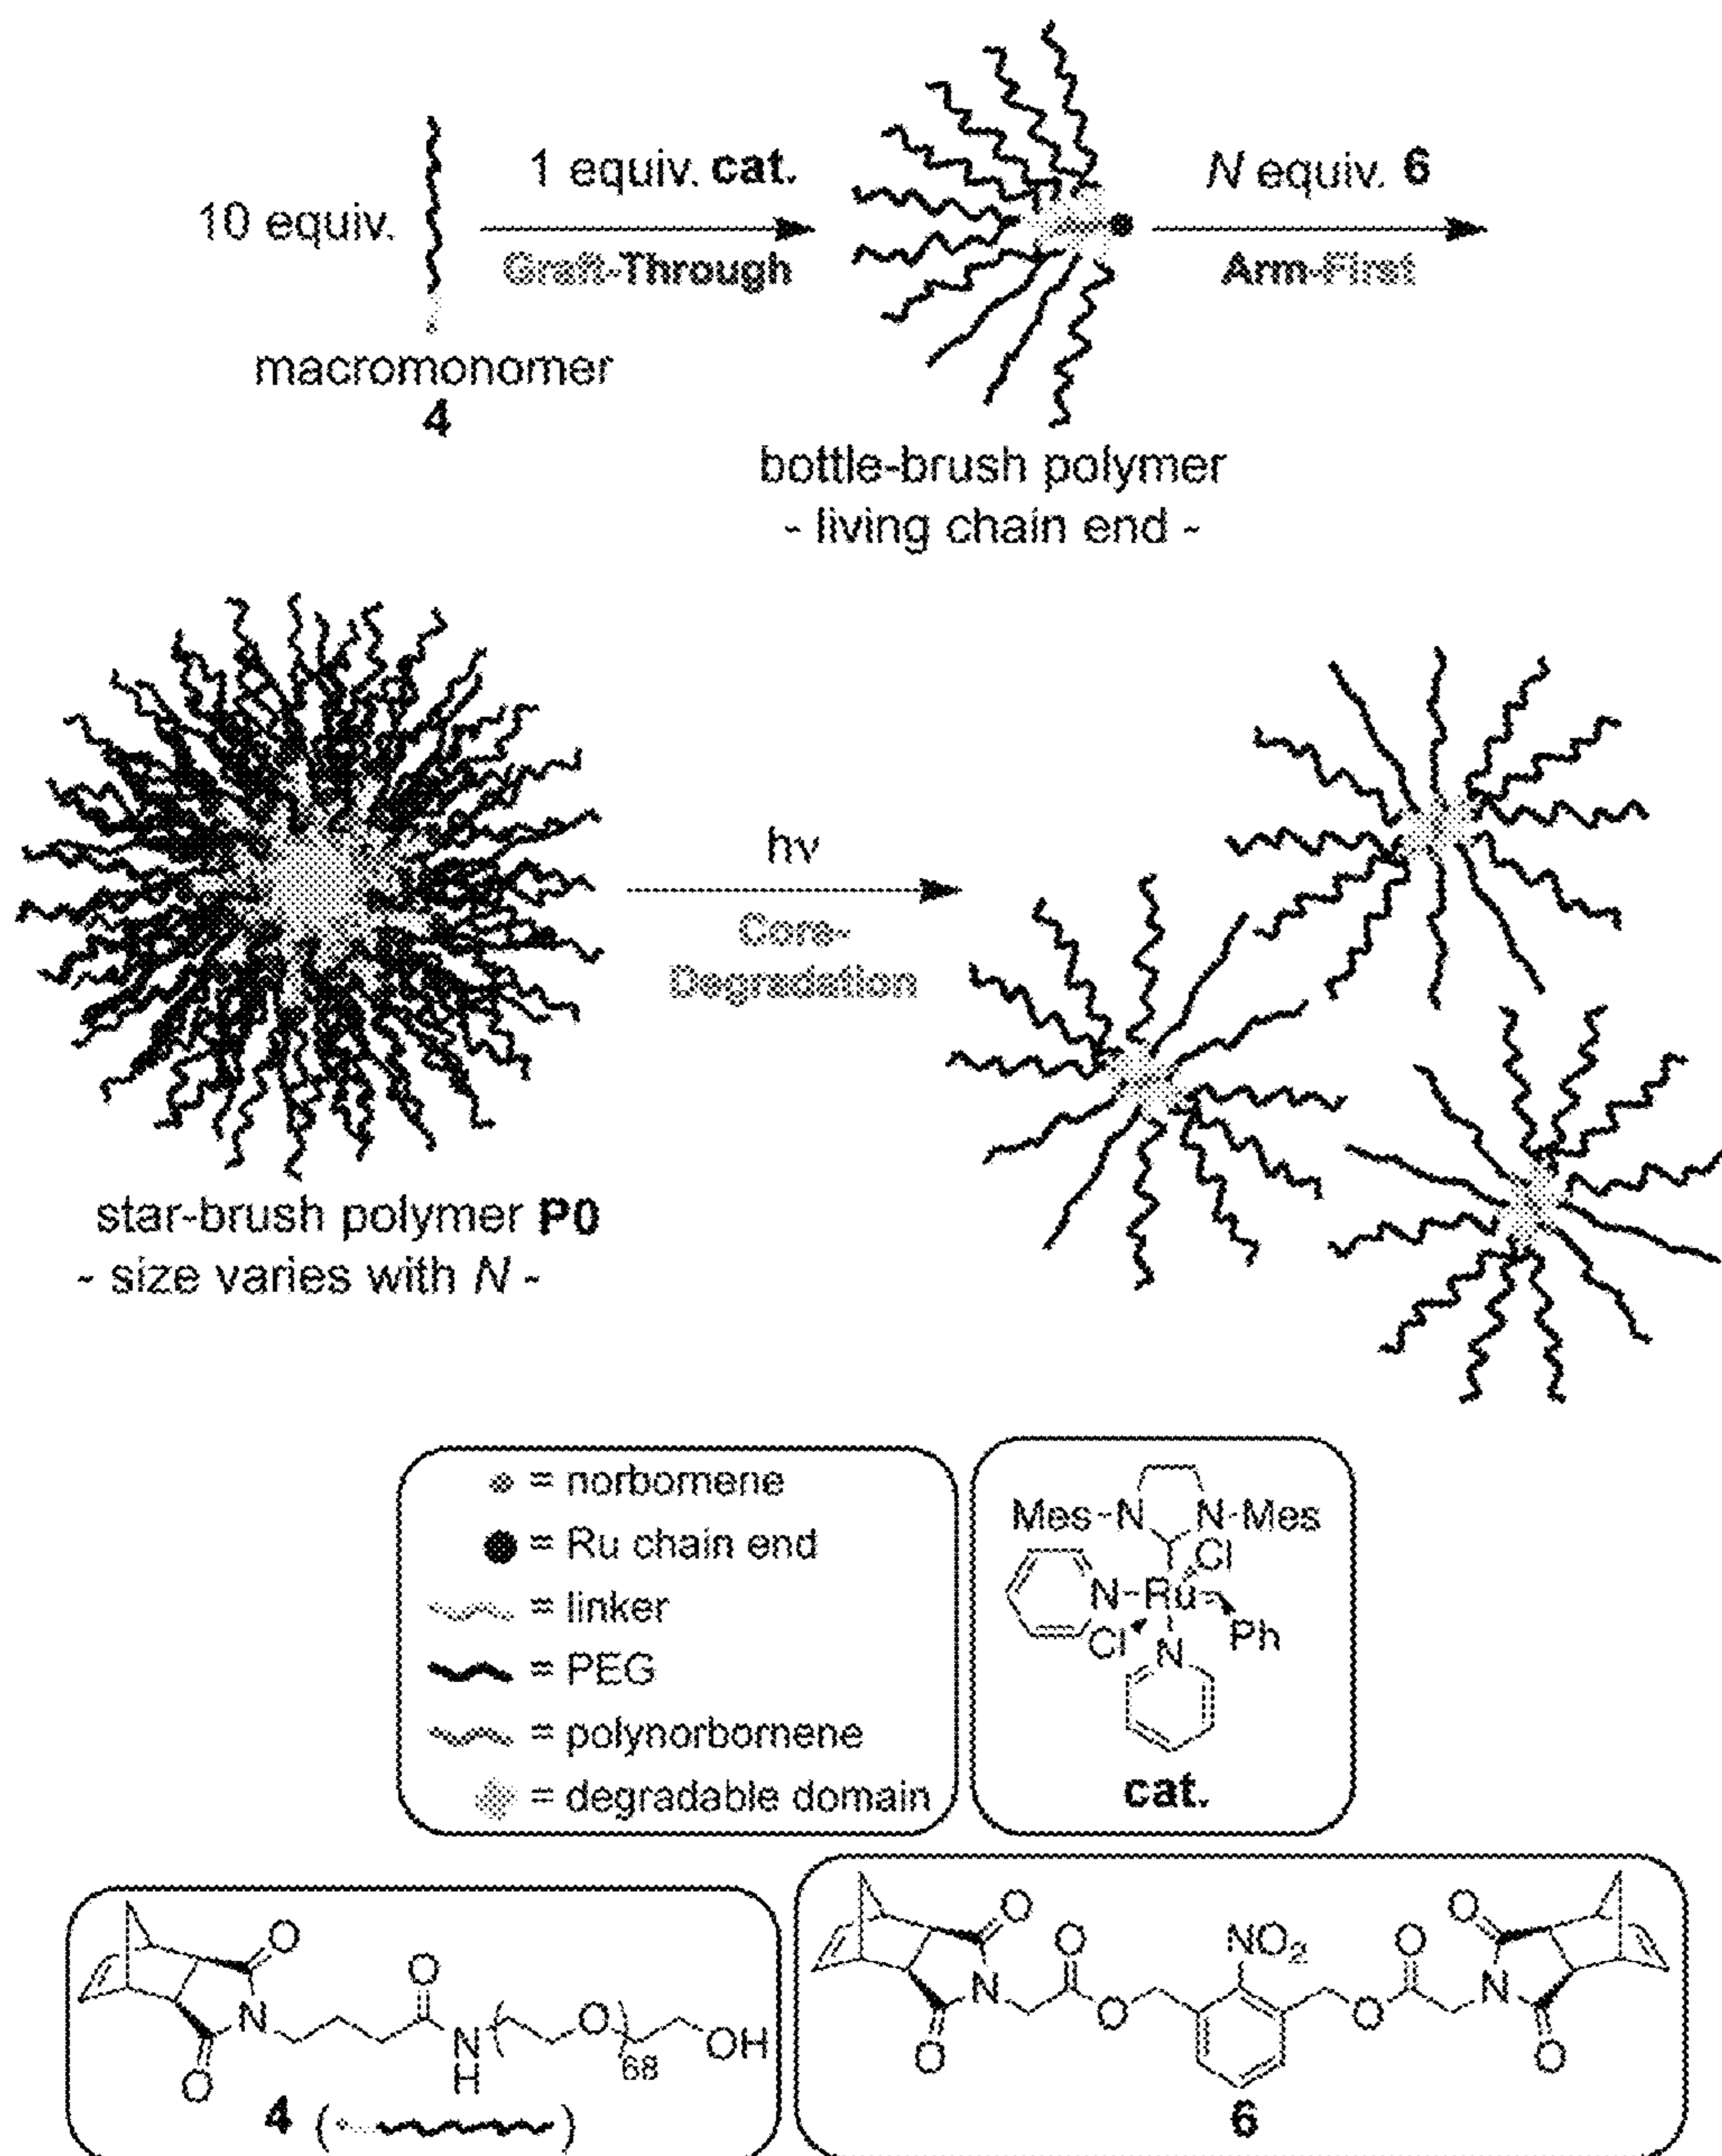 10 equiv.
1 equiv. cat.
Graft-Through
N equiv. 6
Arm-First
macromonomer
4
bottle-brush polymer
- living chain end -
hν
Core-
Degradation
star-brush polymer P0
- size varies with N -
= norbornene
= Ru chain end
= linker
= PEG
= polynorbornene
= degradable domain
Mes-N N-Mes
Cl
N-Ru
Cl Ph
N
cat.
O
O
N
N
O
OH
H
68
O
4 ( )
O
O
NO2
O
O
N
N
O
O
O
O
6